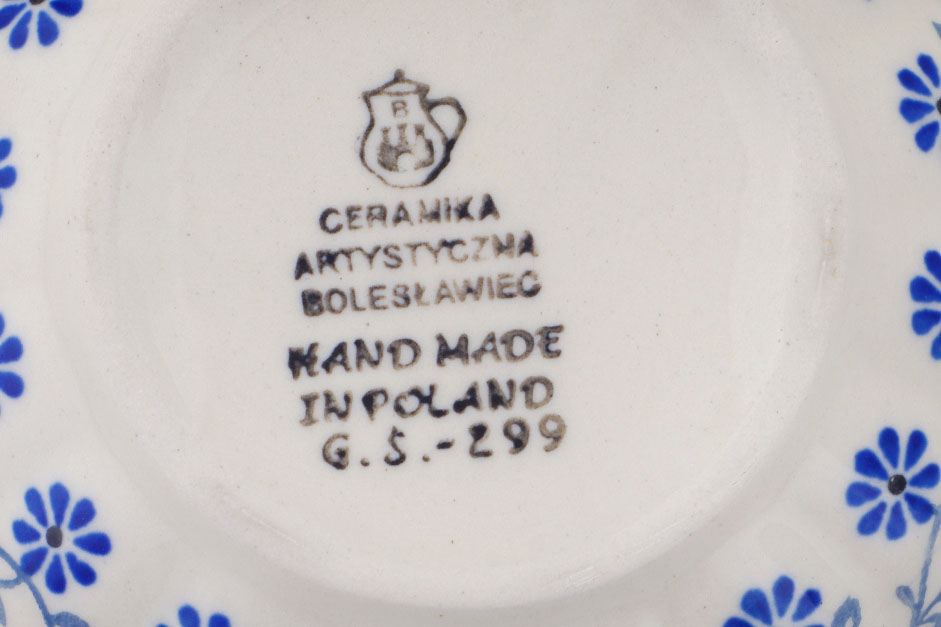 B
CERAMIKA
ARTYSTYCZNA
BOLESŁAWIEC
HAND MADE
IN POLAND
G.S.-299